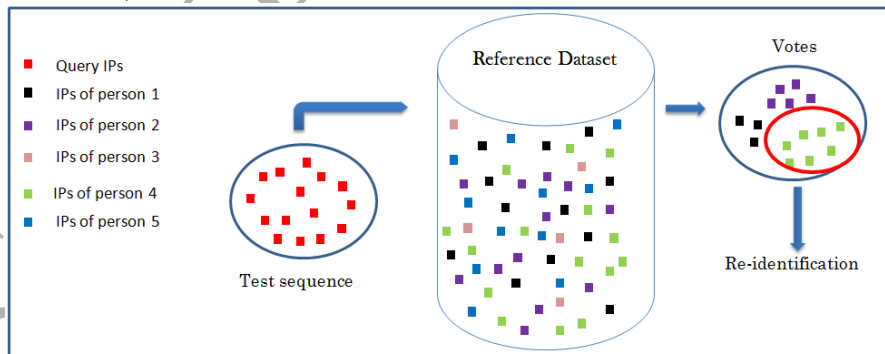 Query IPs
IPs of person 1
IPs of person 2
IPs of person 3
IPs of person 4
IPs of person 5
Test sequence
Reference Dataset
Votes
Re-identification